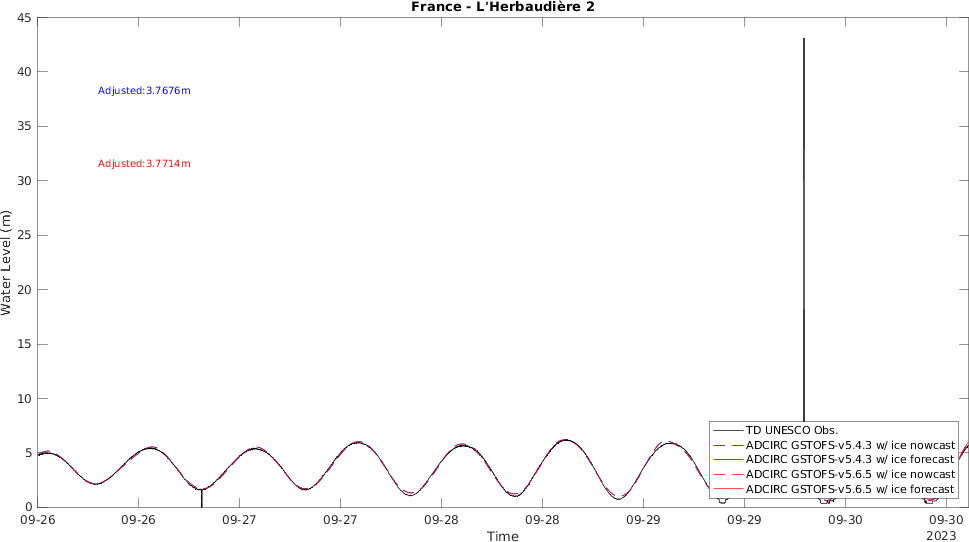 France - L'Herbaudière 2
45
40
35
30
25
20
15
10
5
0
Water Level (m)
Adjusted:3.7676m
Adjusted:3.7714m
TD UNESCO Obs.
ADCIRC GSTOFS-v5.4.3 w/ ice nowcast
ADCIRC GSTOFS-v5.4.3 w/ ice forecast
ADCIRC GSTOFS-v5.6.5 w/ ice nowcast
ADCIRC GSTOFS-v5.6.5 w/ ice forecast
09-26 09-26 09-27 09-27 09-28 09-28 09-29 09-29 09-30 09-30
2023
Time